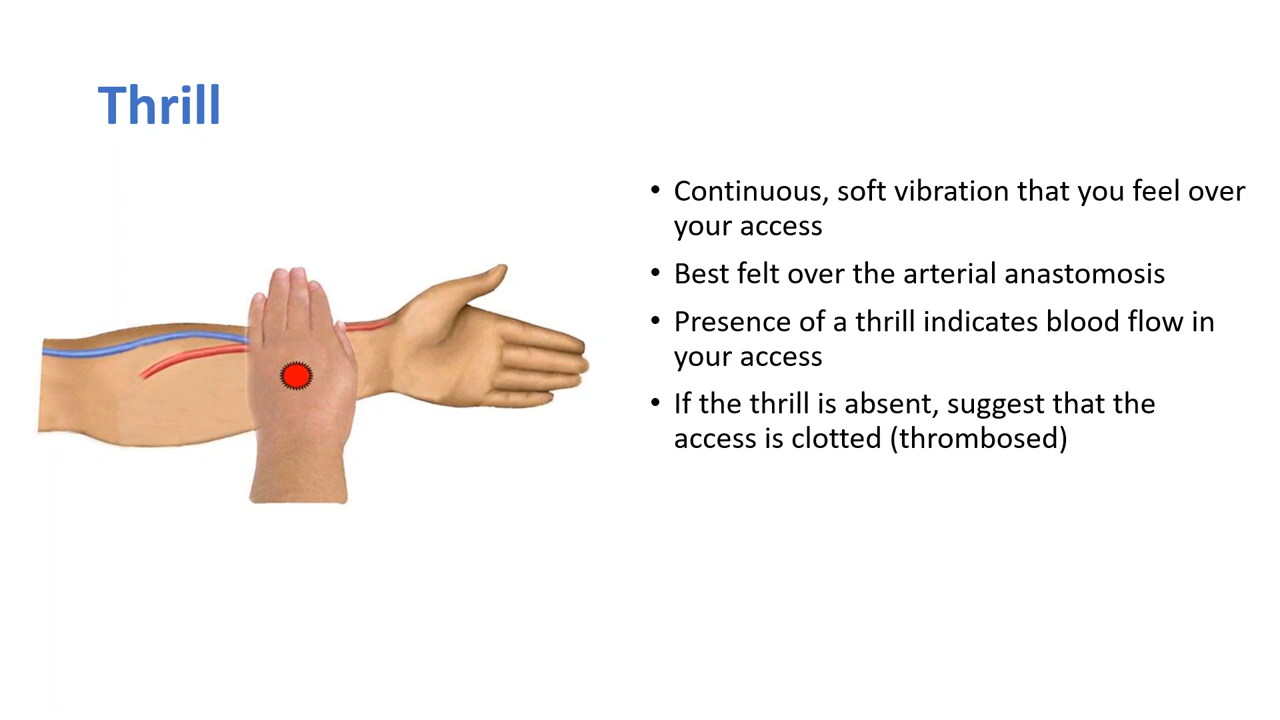 Thrill
• Continuous, soft vibration that you feel over
your access
• Best felt over the arterial anastomosis
• Presence of a thrill indicates blood flow in
your access
• If the thrill is absent, suggest that the
access is clotted (thrombosed)